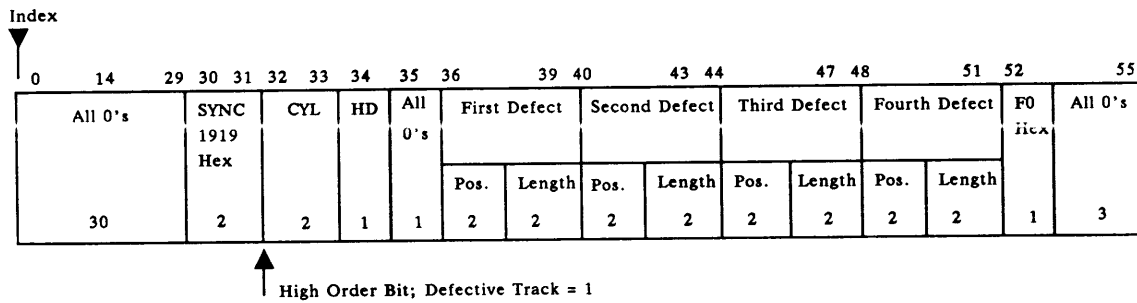 Index
0 14 29 30 31 32 33 34 35 36 39 40 43 44 47 48 51 52 55
All 0's SYNC CYL HD All First Defect Second Defect Third Defect Fourth Defect F0 All 0's
1919 0's Hex
Hex
Pos. Length Pos. Length Pos. Length Pos. Length
30 2 2 1 1 2 2 2 2 2 2 2 2 1 3
High Order Bit; Defective Track = 1